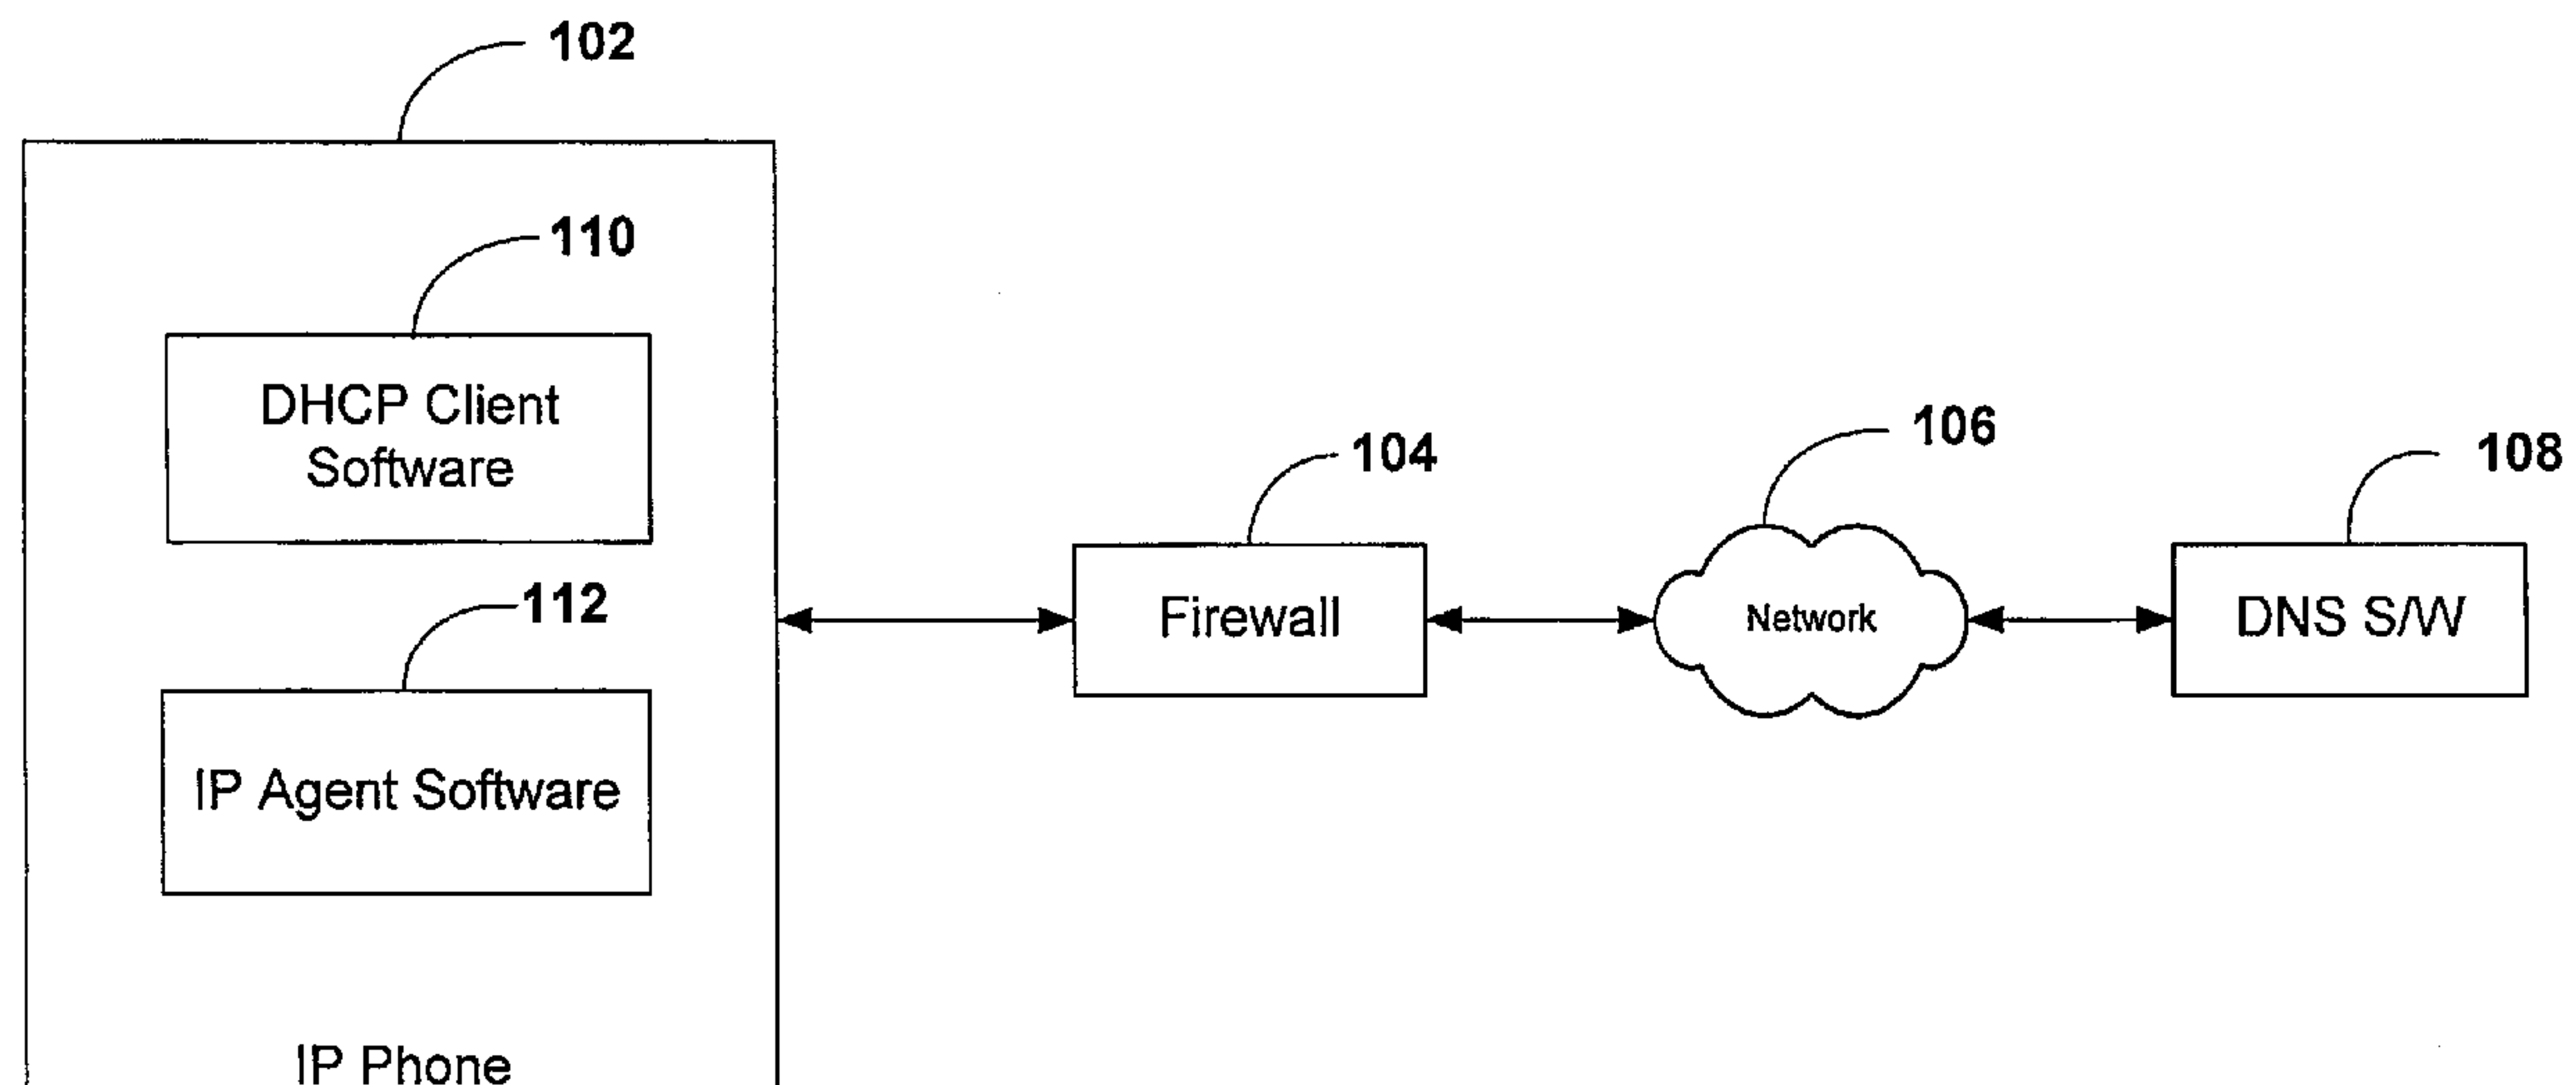 102
110
DHCP Client
Software
112
IP Agent Software
IP Phone
104
Firewall
106
Network
108
DNS S/W